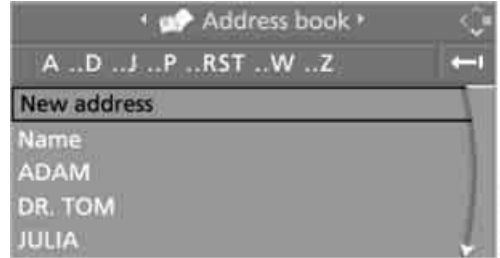 Address book
A ..D ..J ..P ..RST ..W ..Z
New address
Name
ADAM
DR. TOM
JULIA